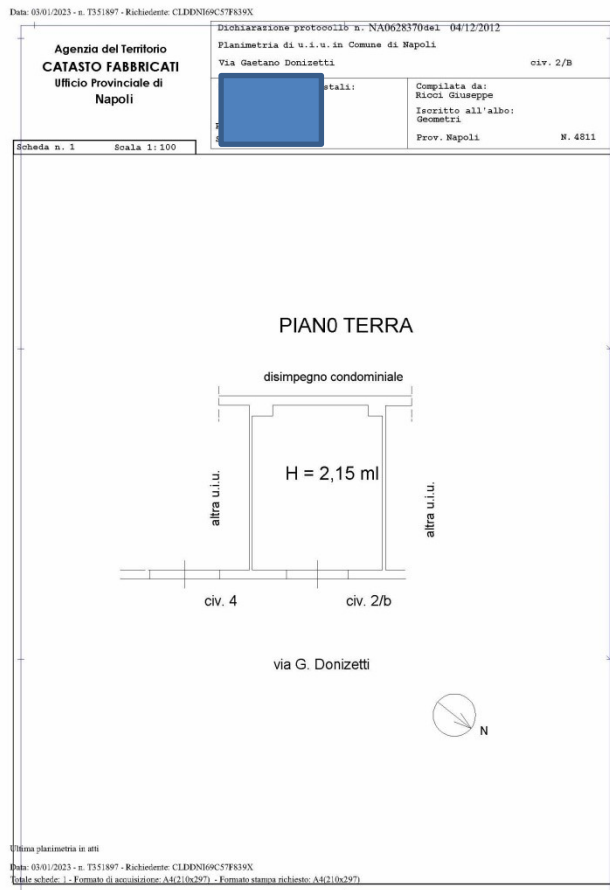 Data: 03/01/2023 - n. T351897 - Richiedente: CLDDNI69C57F839X
Agenzia del Territorio
CATASTO FABBRICATI
Ufficio Provinciale di
Napoli
Scheda n. 1 Scala 1:100
Dichiarazione protocollo n. NA0628370 del 04/12/2012
Planimetria di u.i.u. in Comune di Napoli
Via Gaetano Donizetti civ. 2/B
stali:
Compilata da:
Ricci Giuseppe
Iscritto all'albo:
Geometri
Prov. Napoli N. 4811
PIAN0 TERRA
disimpegno condominiale
altra u.i.u.
H = 2,15 ml
altra u.i.u.
civ. 4 civ. 2/b
via G. Donizetti
N
Ultima planimetria in atti
Data: 03/01/2023 - n. T351897 - Richiedente: CLDDNI69C57F839X
Totale schede: 1 - Formato di acquisizione: A4(210x297) - Formato stampa richiesto: A4(210x297)